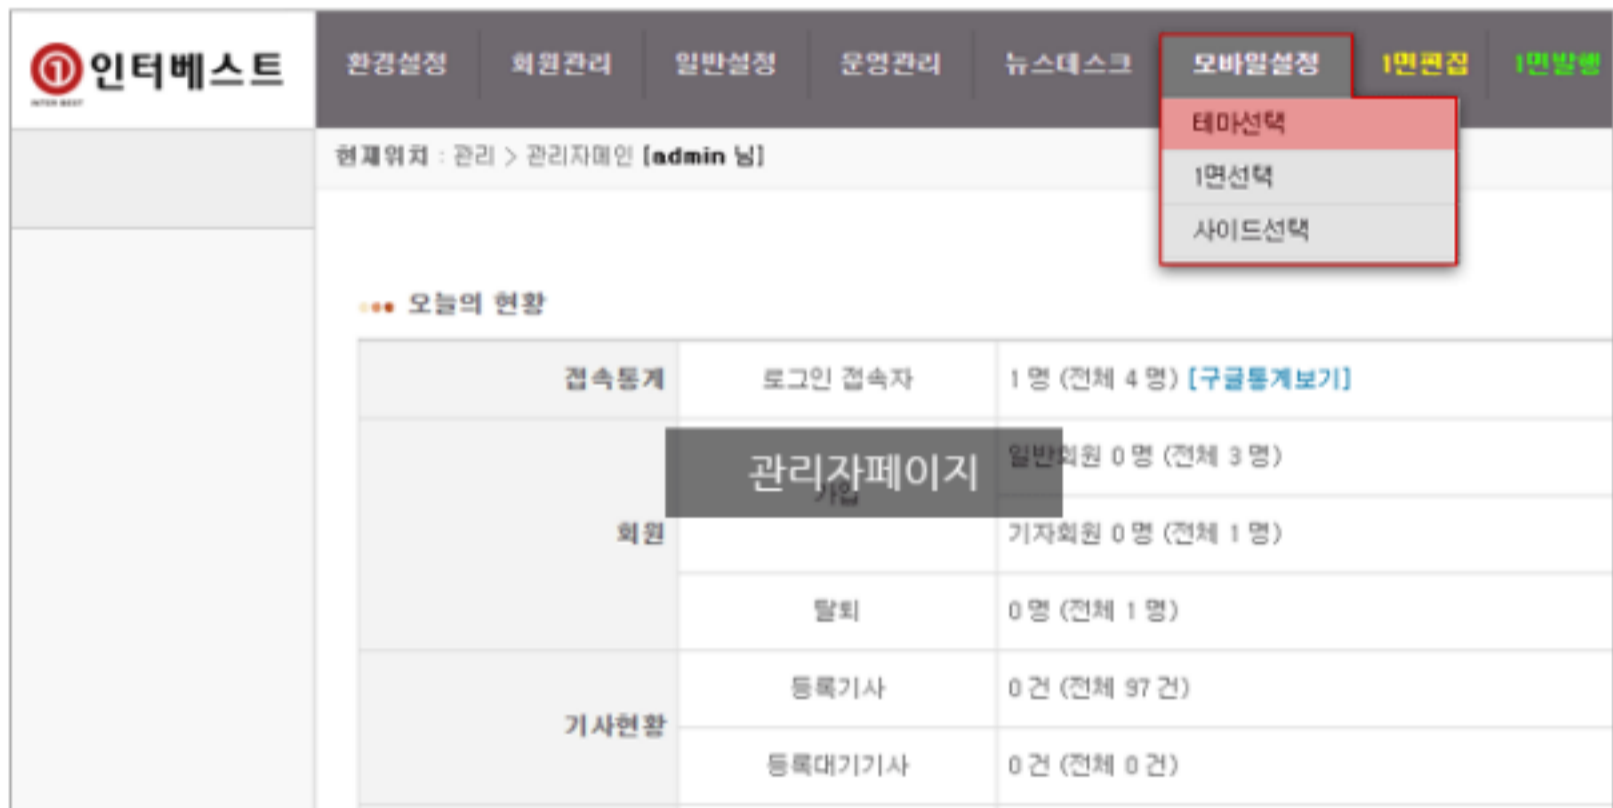 인터베스트
INTER BEST
환경설정 회원관리 일반설정 운영관리 뉴스데스크 모바일설정 1면편집 1면발행
테마선택
1면선택
사이드선택
현재위치 : 관리 > 관리자메인 [admin 님]
오늘의 현황
접속통계 로그인 접속자 1 명 (전체 4 명) [구글통계보기]
회원 가입 일반회원 0 명 (전체 3 명)
관리자페이지
기자회원 0 명 (전체 1 명)
탈퇴 0 명 (전체 1 명)
기사현황 등록기사 0 건 (전체 97 건)
등록대기기사 0 건 (전체 0 건)